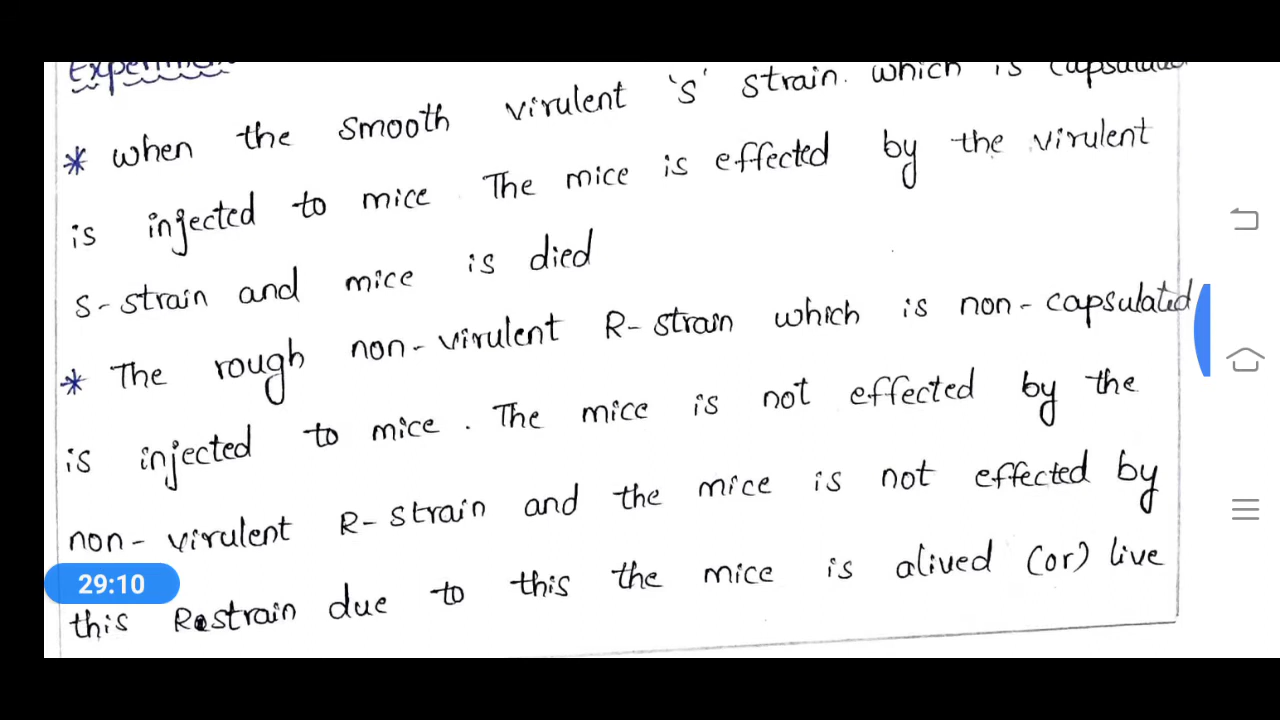 Experiment
* when the smooth virulent 's' strain. which is capsulated
is injected to mice. The mice is effected by the virulent
s-strain and mice is died
* The rough non-virulent R-strain which is non-capsulated
is injected to mice. The mice is not effected by the
non-virulent R-strain and the mice is not effected by
this Restrain due to this the mice is alived (or) live
29:10